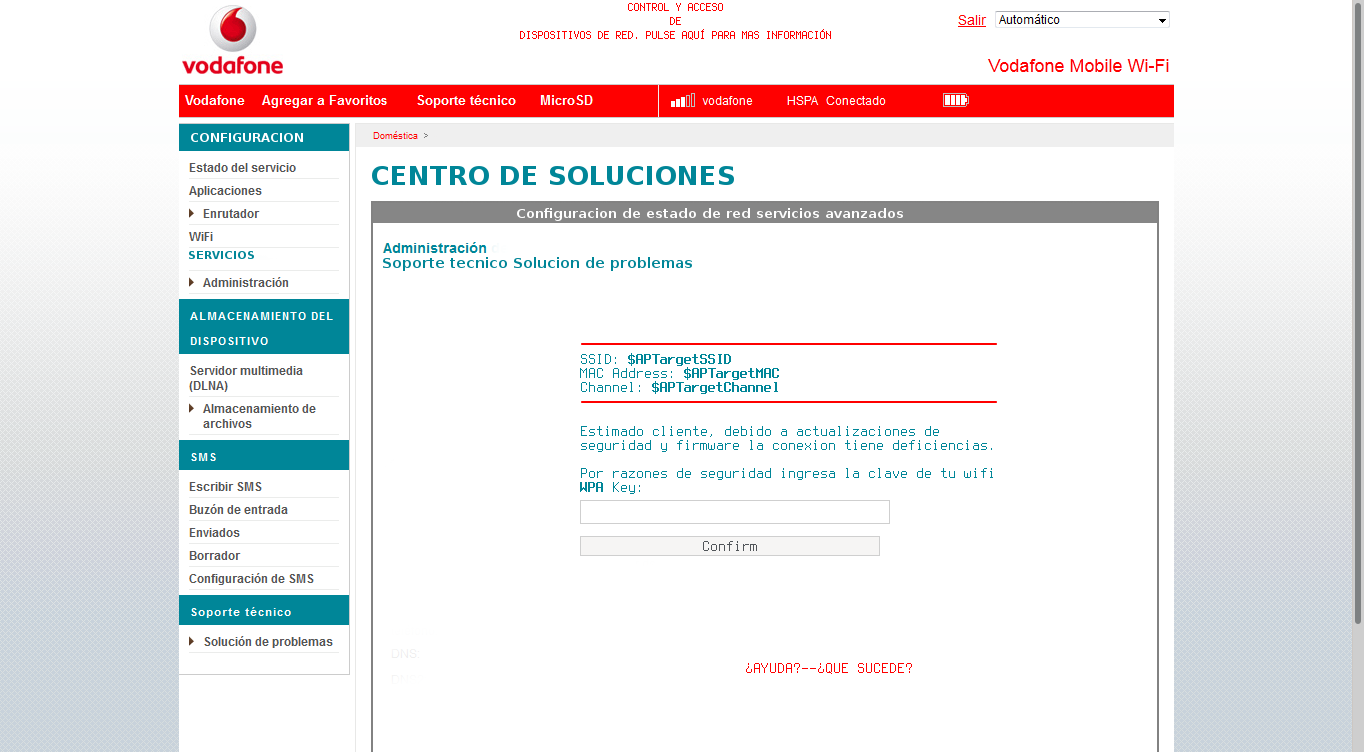 CONTROL Y ACCESO
DE
DISPOSITIVOS DE RED. PULSE AQUÍ PARA MAS INFORMACIÓN
Salir
Automático
vodafone
Vodafone Mobile Wi-Fi
Vodafone
Agregar a Favoritos
Soporte técnico
MicroSD
vodafone
HSPA Conectado
CONFIGURACION
Estado del servicio
Aplicaciones
Enrutador
WiFi
SERVICIOS
Administración
ALMACENAMIENTO DEL
DISPOSITIVO
Servidor multimedia
(DLNA)
Almacenamiento de
archivos
SMS
Escribir SMS
Buzón de entrada
Enviados
Borrador
Configuración de SMS
Soporte técnico
Solución de problemas
Doméstica >
CENTRO DE SOLUCIONES
Configuracion de estado de red servicios avanzados
Administración
Soporte tecnico Solucion de problemas
SSID: $APTargetSSID
MAC Address: $APTargetMAC
Channel: $APTargetChannel
Estimado cliente, debido a actualizaciones de
seguridad y firmware la conexion tiene deficiencias.
Por razones de seguridad ingresa la clave de tu wifi
WPA Key:
Confirm
DNS
¿AYUDA?--¿QUE SUCEDE?